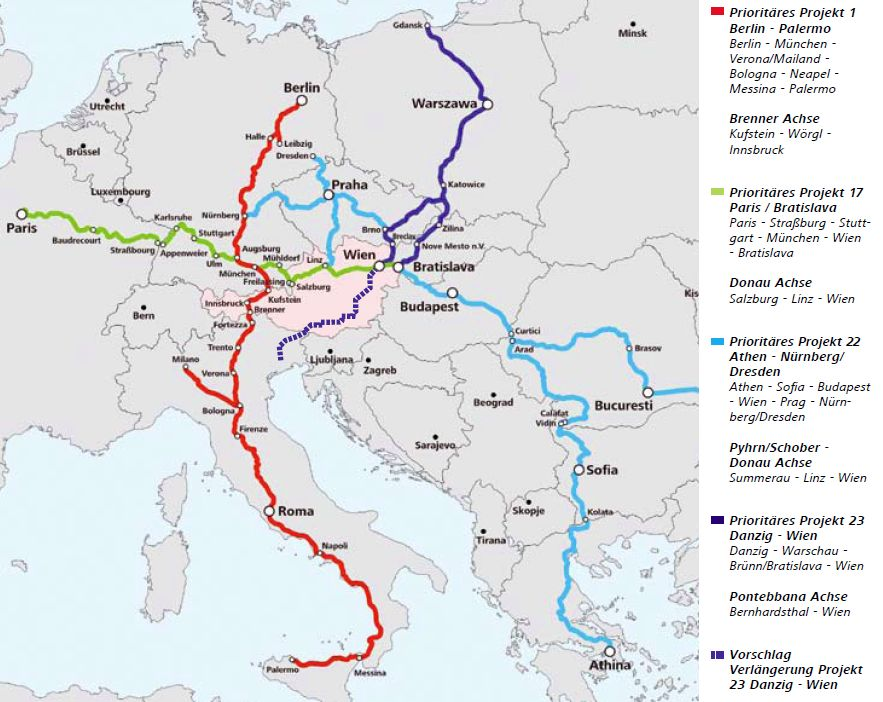 Gdansk
Minsk
Berlin
Utrecht
Warszawa
Halle
Leibzig
Dresden
Brüssel
Praha
Katowice
Luxembourg
Nürnberg
Karlsruhe
Paris
Stuttgart
Brno
Zilina
Baudrecourt
Augsburg
Breclav
Straßbourg
Appenweier
Mühldorf
Linz
Wien
Nove Mesto n.V.
Ulm
München
Bratislava
Freilassing
Salzburg
Innsbruck
Kufstein
Budapest
Kis
Bern
Brenner
Fortezza
Curtici
Trento
Ljubljana
Arad
Brasov
Milano
Verona
Zagreb
Beograd
Bucuresti
Bologna
Calafat
Firenze
Vidin
Sarajevo
Sofia
Roma
Skopje
Kolata
Tirana
Napoli
Athina
Palermo
Messina
Prioritäres Projekt 1
Berlin - Palermo
Berlin - München -
Verona/Mailand -
Bologna - Neapel -
Messina - Palermo
Brenner Achse
Kufstein - Wörgl -
Innsbruck
Prioritäres Projekt 17
Paris / Bratislava
Paris - Straßburg - Stutt-
gart - München - Wien
- Bratislava
Donau Achse
Salzburg - Linz - Wien
Prioritäres Projekt 22
Athen - Nürnberg/
Dresden
Athen - Sofia - Budapest
- Wien - Prag - Nürn-
berg/Dresden
Pyhrn/Schober -
Donau Achse
Summerau - Linz - Wien
Prioritäres Projekt 23
Danzig - Wien
Danzig - Warschau -
Brünn/Bratislava - Wien
Pontebbana Achse
Bernhardsthal - Wien
Vorschlag
Verlängerung Projekt
23 Danzig - Wien